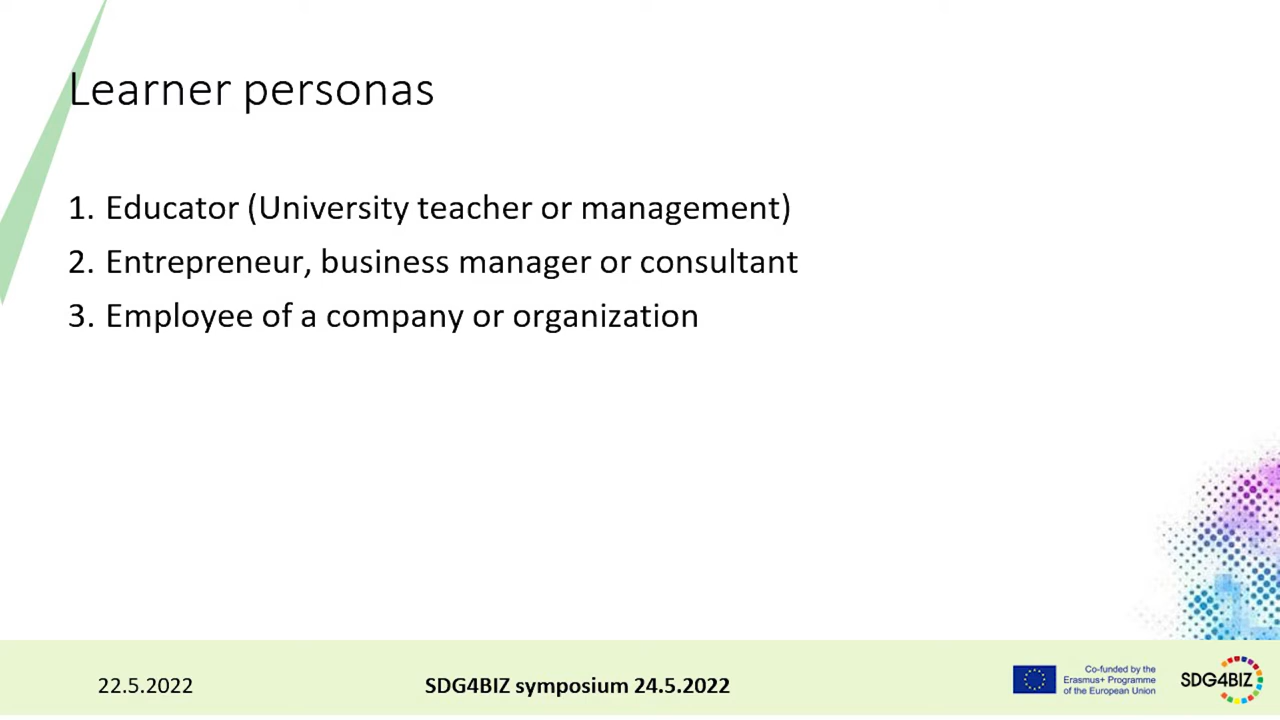 Learner personas
1. Educator (University teacher or management)
2. Entrepreneur, business manager or consultant
3. Employee of a company or organization
22.5.2022
SDG4BIZ symposium 24.5.2022
Co-funded by the
Erasmus+ Programme
of the European Union
SDG4BIZ